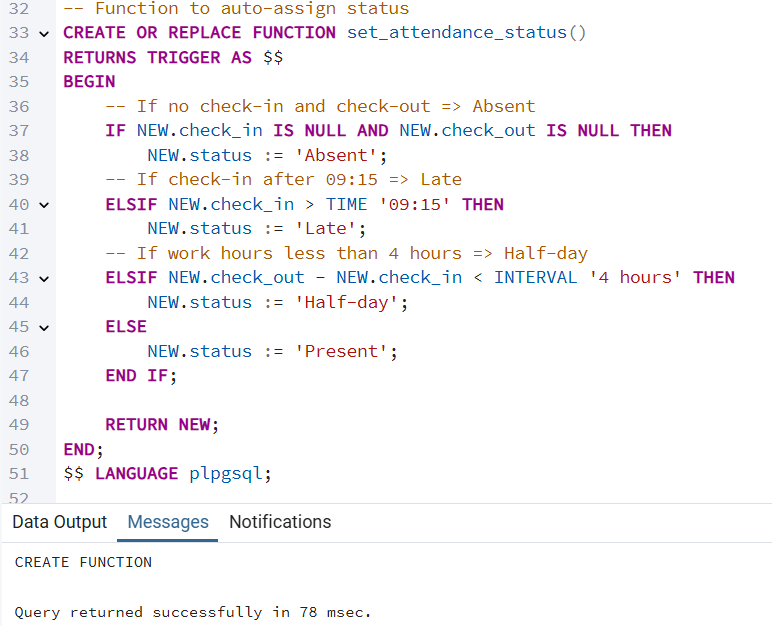 32 -- Function to auto-assign status
33 CREATE OR REPLACE FUNCTION set_attendance_status()
34 RETURNS TRIGGER AS $$
35 BEGIN
36     -- If no check-in and check-out => Absent
37     IF NEW.check_in IS NULL AND NEW.check_out IS NULL THEN
38         NEW.status := 'Absent';
39     -- If check-in after 09:15 => Late
40     ELSIF NEW.check_in > TIME '09:15' THEN
41         NEW.status := 'Late';
42     -- If work hours less than 4 hours => Half-day
43     ELSIF NEW.check_out - NEW.check_in < INTERVAL '4 hours' THEN
44         NEW.status := 'Half-day';
45     ELSE
46         NEW.status := 'Present';
47     END IF;
48
49     RETURN NEW;
50 END;
51 $$ LANGUAGE plpgsql;
52
Data Output Messages Notifications
CREATE FUNCTION
Query returned successfully in 78 msec.